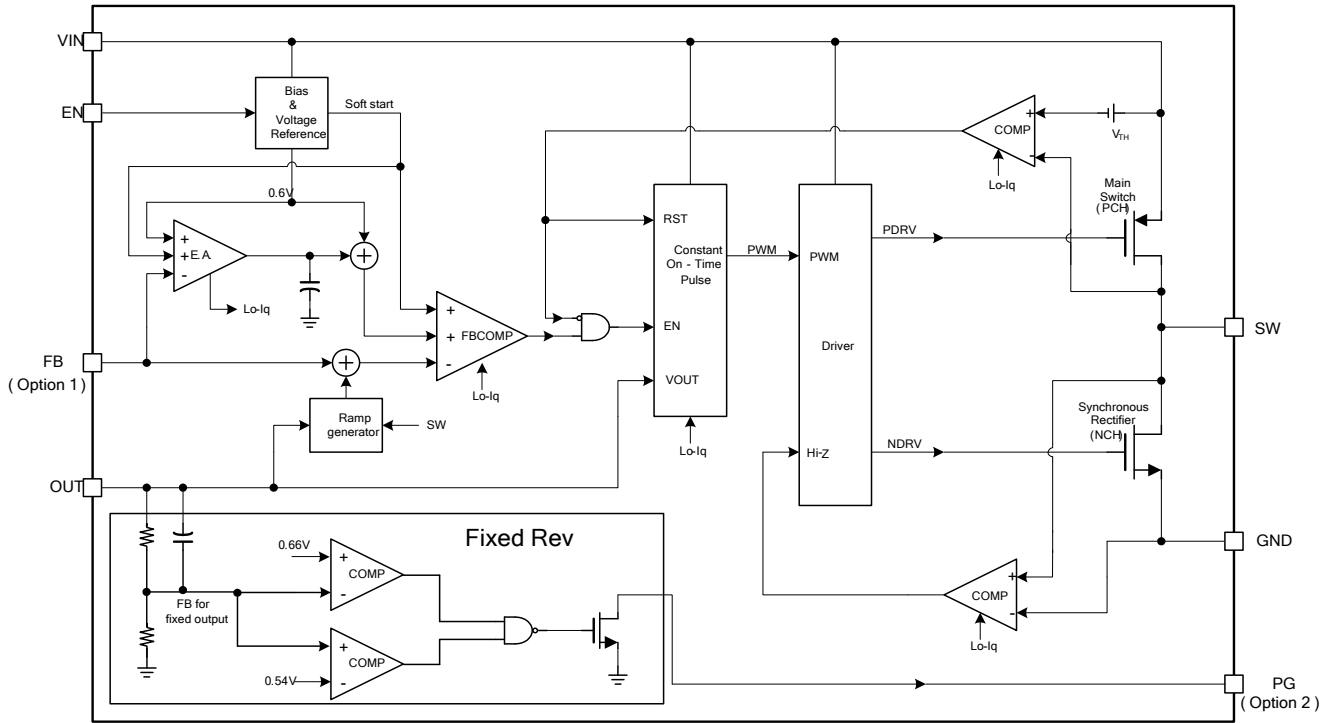 VIN
EN
Bias
&
Voltage
Reference
Soft start
0.6V
+
+
-
E.A.
Lo-Iq
+
+
FB
( Option 1 )
+
+
-
FBCOMP
Lo-Iq
Ramp
generator
SW
OUT
RST
Constant
On - Time
Pulse
EN
VOUT
Lo-Iq
PWM
PWM
Driver
Hi-Z
PDRV
NDRV
+
-
COMP
Lo-Iq
VTH
Main
Switch
( PCH )
SW
Synchronous
Rectifier
(NCH)
GND
+
-
COMP
Lo-Iq
Fixed Rev
0.66V
+
-
COMP
FB for
fixed output
+
-
COMP
0.54V
PG
( Option 2 )